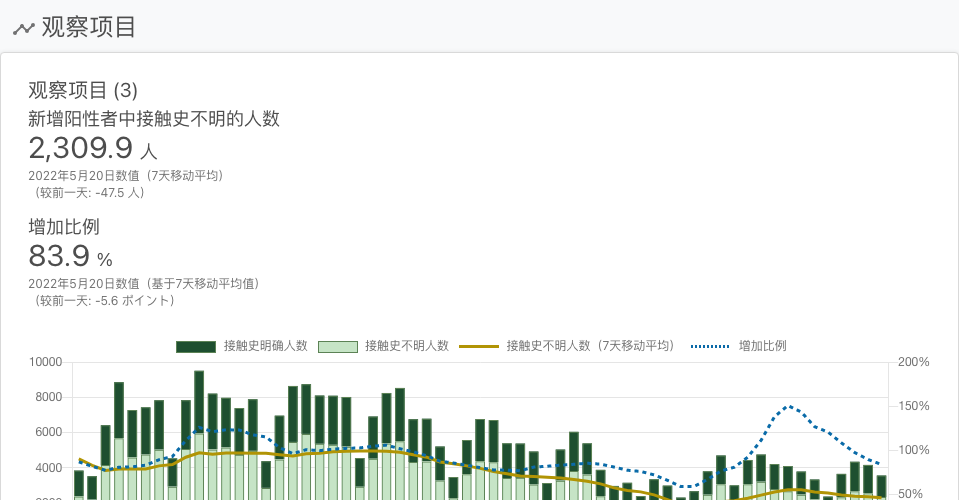 观察项目
观察项目 (3)
新增阳性者中接触史不明的人数
2,309.9 人
2022年5月20日数值（7天移动平均）
（较前一天: -47.5 人）
增加比例
83.9 %
2022年5月20日数值（基于7天移动平均值）
（较前一天: -5.6 ポイント）
接触史明确人数 接触史不明人数 接触史不明人数（7天移动平均） 增加比例
10000 200%
8000
150%
6000
100%
4000
50%